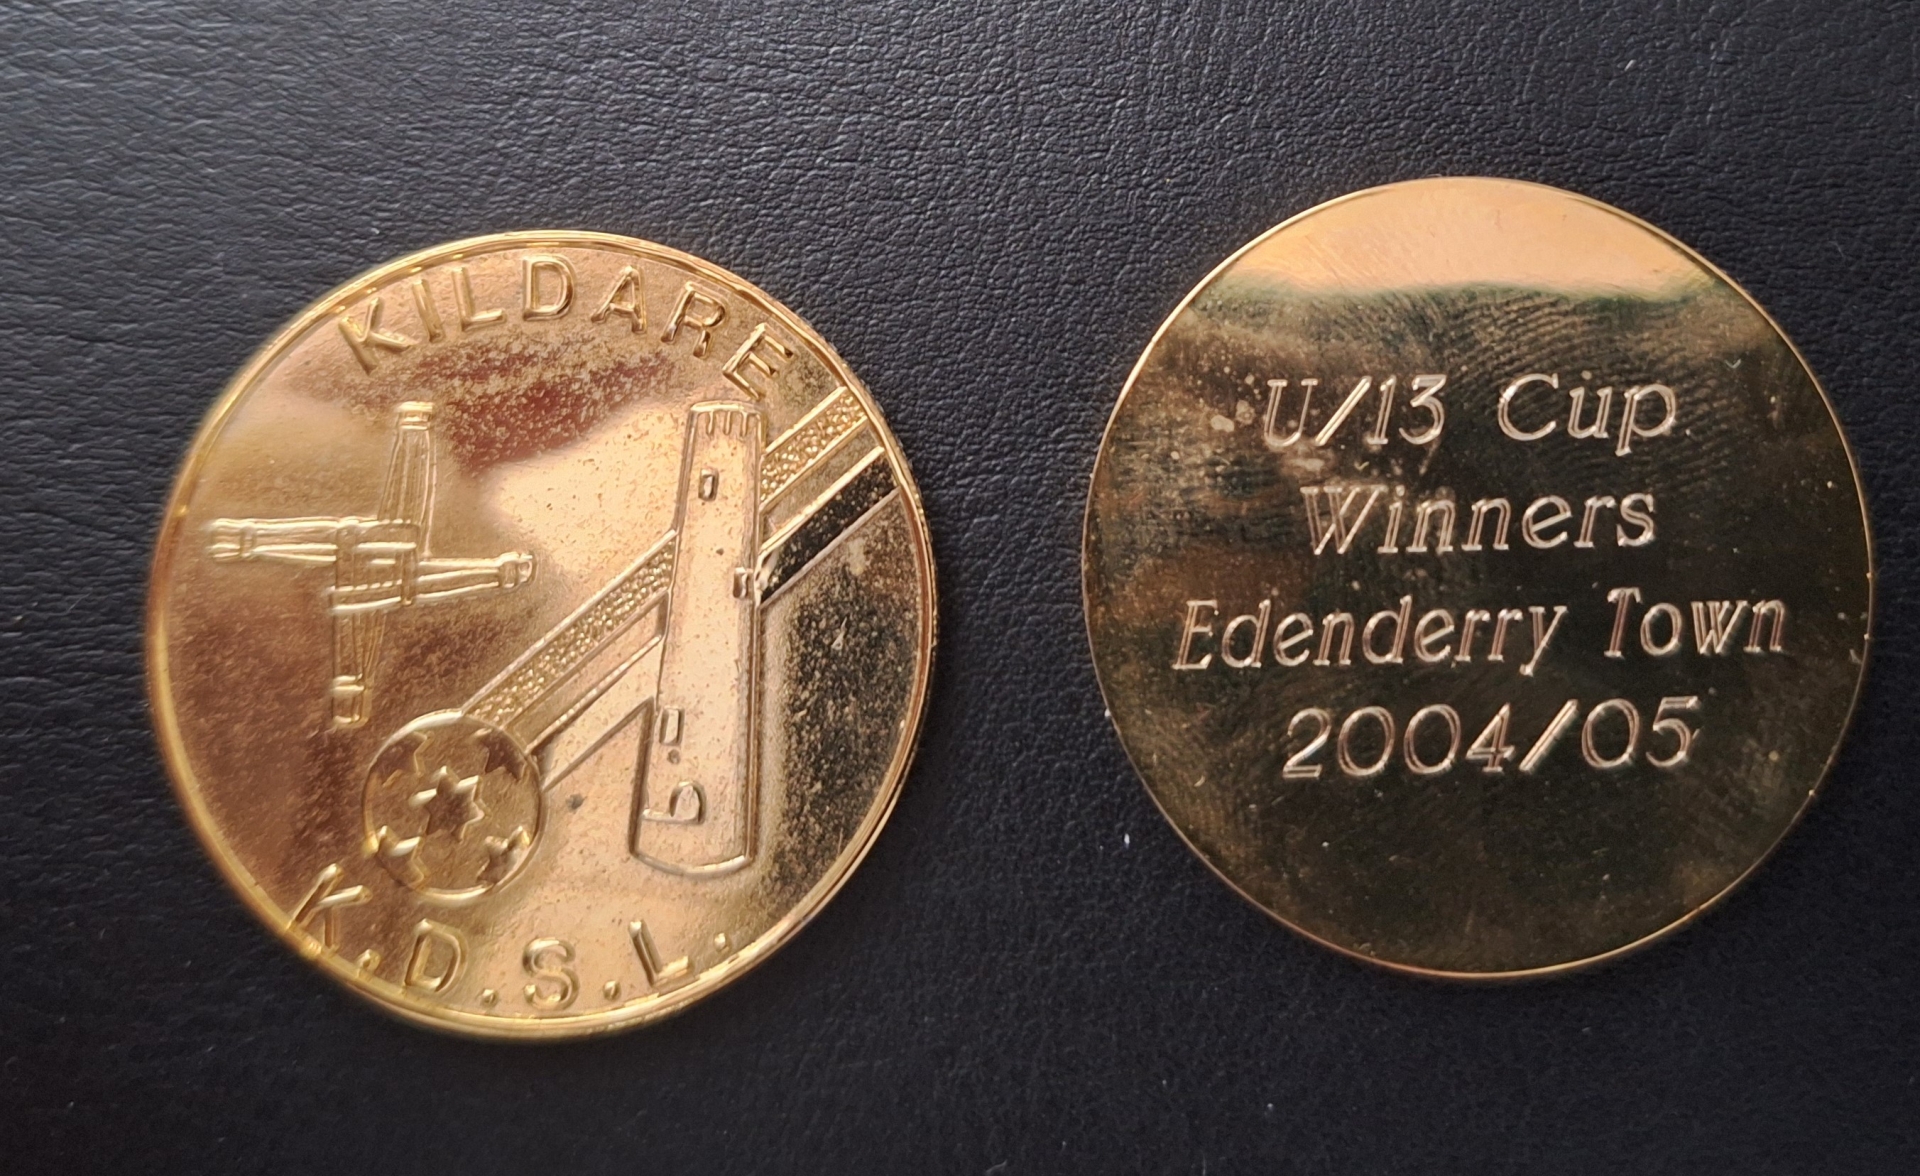 KILDARE
K.D.S.L.
U/13 Cup
Winners
Edenderry Town
2004/05